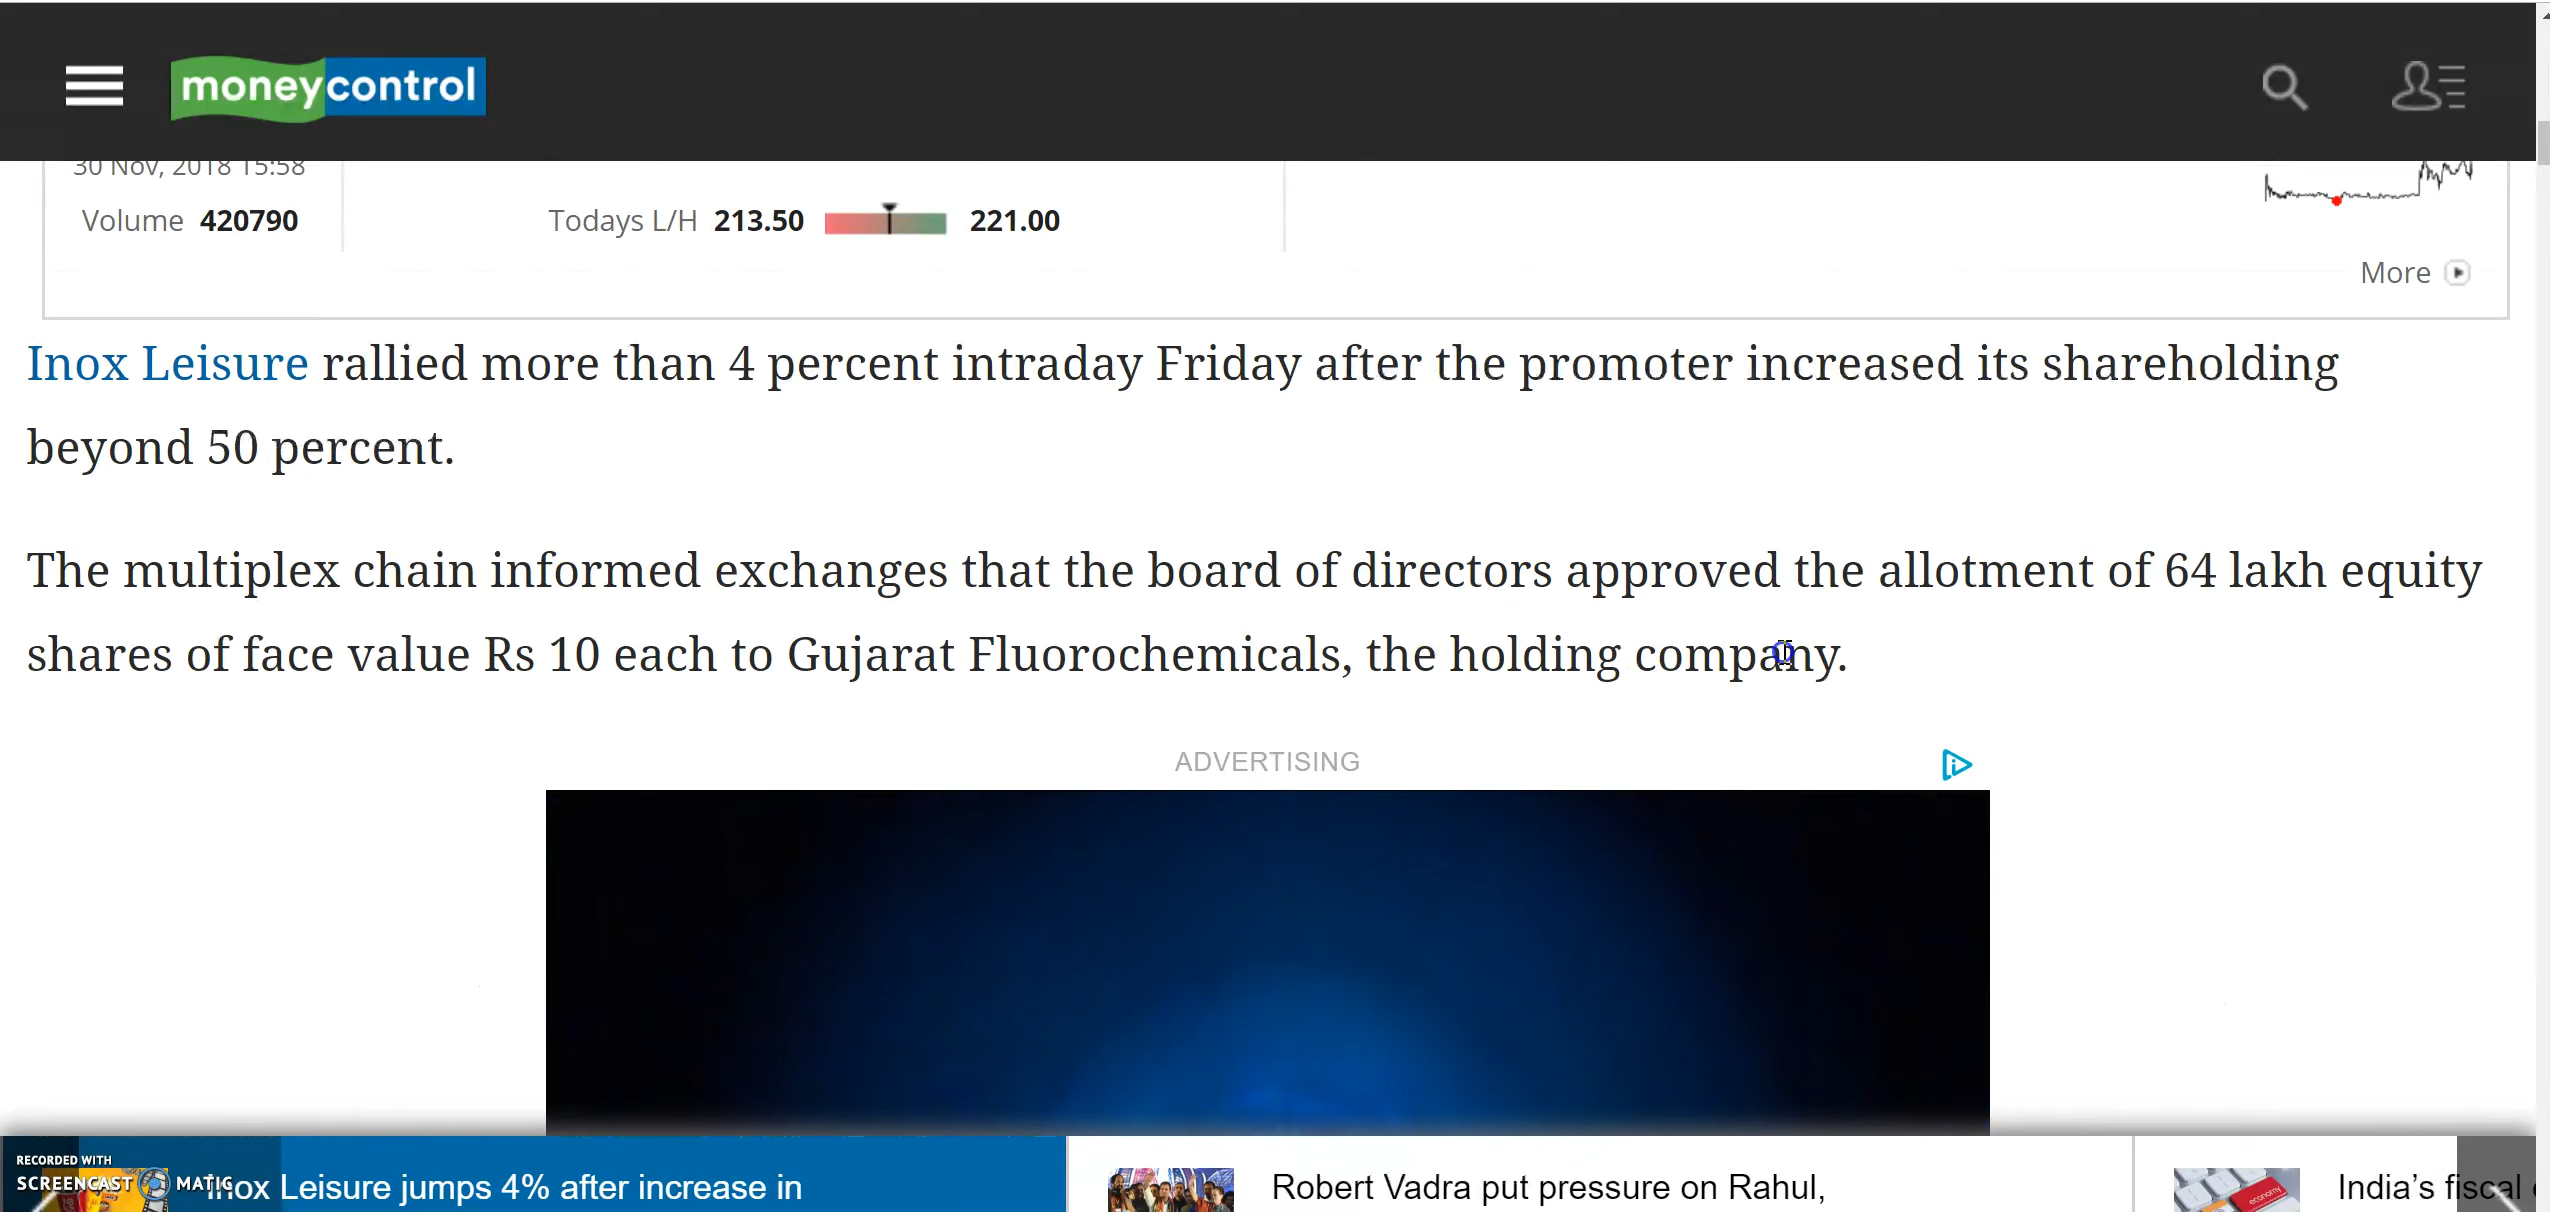 moneycontrol
30 Nov, 2018 15:58
Volume 420790
Todays L/H 213.50 221.00
More
Inox Leisure rallied more than 4 percent intraday Friday after the promoter increased its shareholding
beyond 50 percent.
The multiplex chain informed exchanges that the board of directors approved the allotment of 64 lakh equity
shares of face value Rs 10 each to Gujarat Fluorochemicals, the holding company.
ADVERTISING
RECORDED WITH
SCREENCAST MATIC
Inox Leisure jumps 4% after increase in
Robert Vadra put pressure on Rahul,
economy
India's fiscal